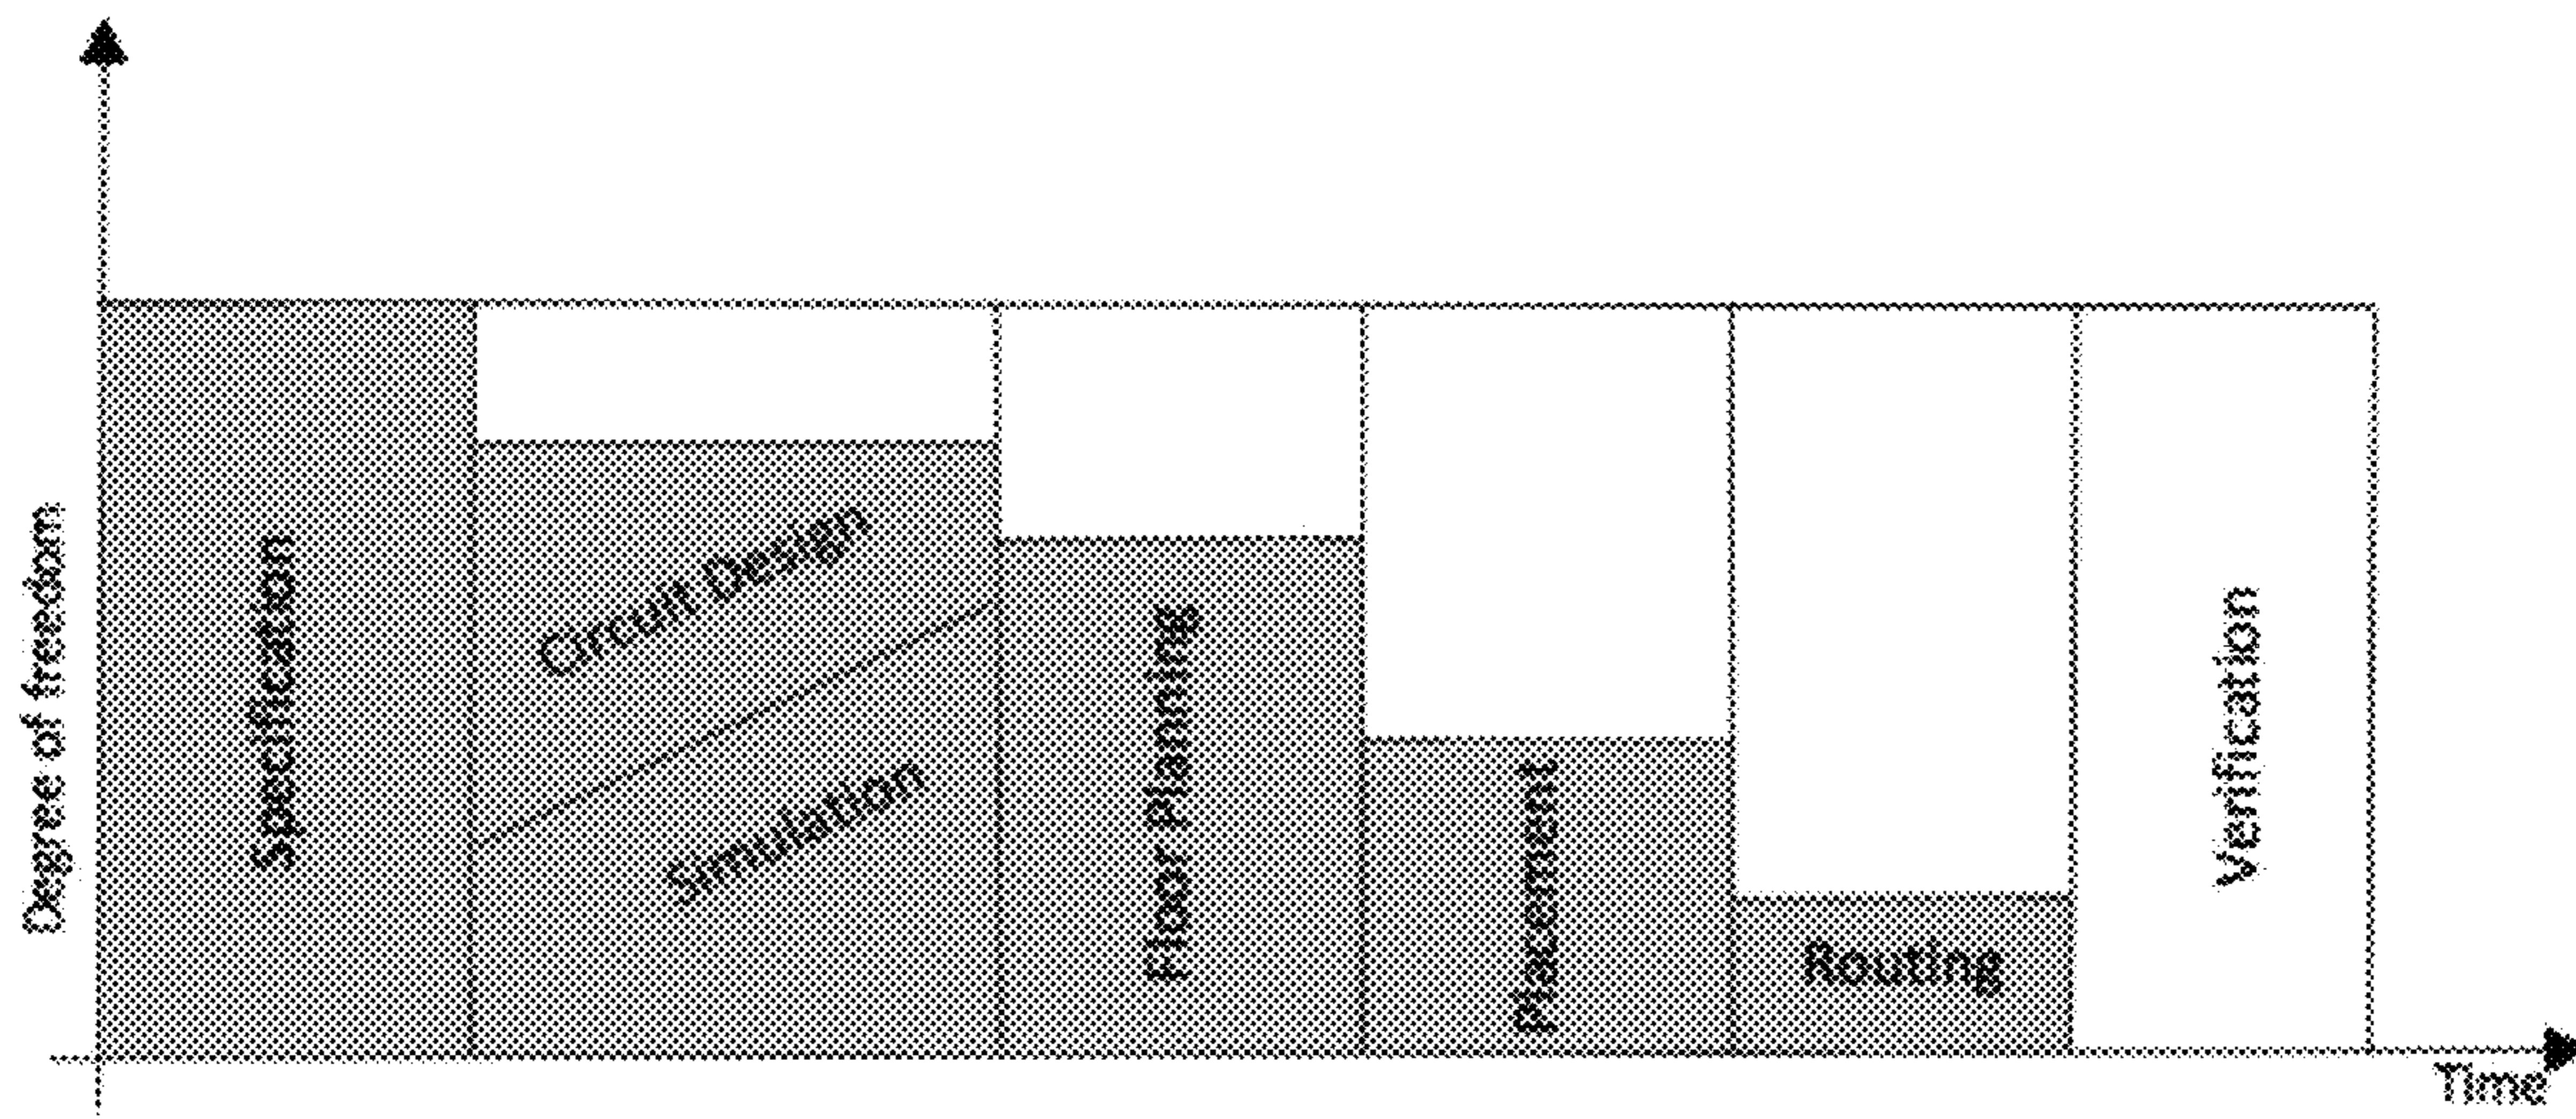 Degree of freedom
Specification
Circuit Design
Simulation
Floor Planning
Placement
Routing
Verification
Time